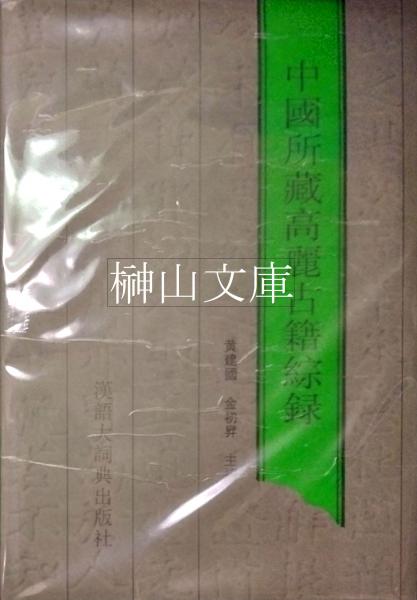 中國所藏高麗古籍綜録
黄建國 金初昇 主
漢語大詞典出版社
榊山文庫